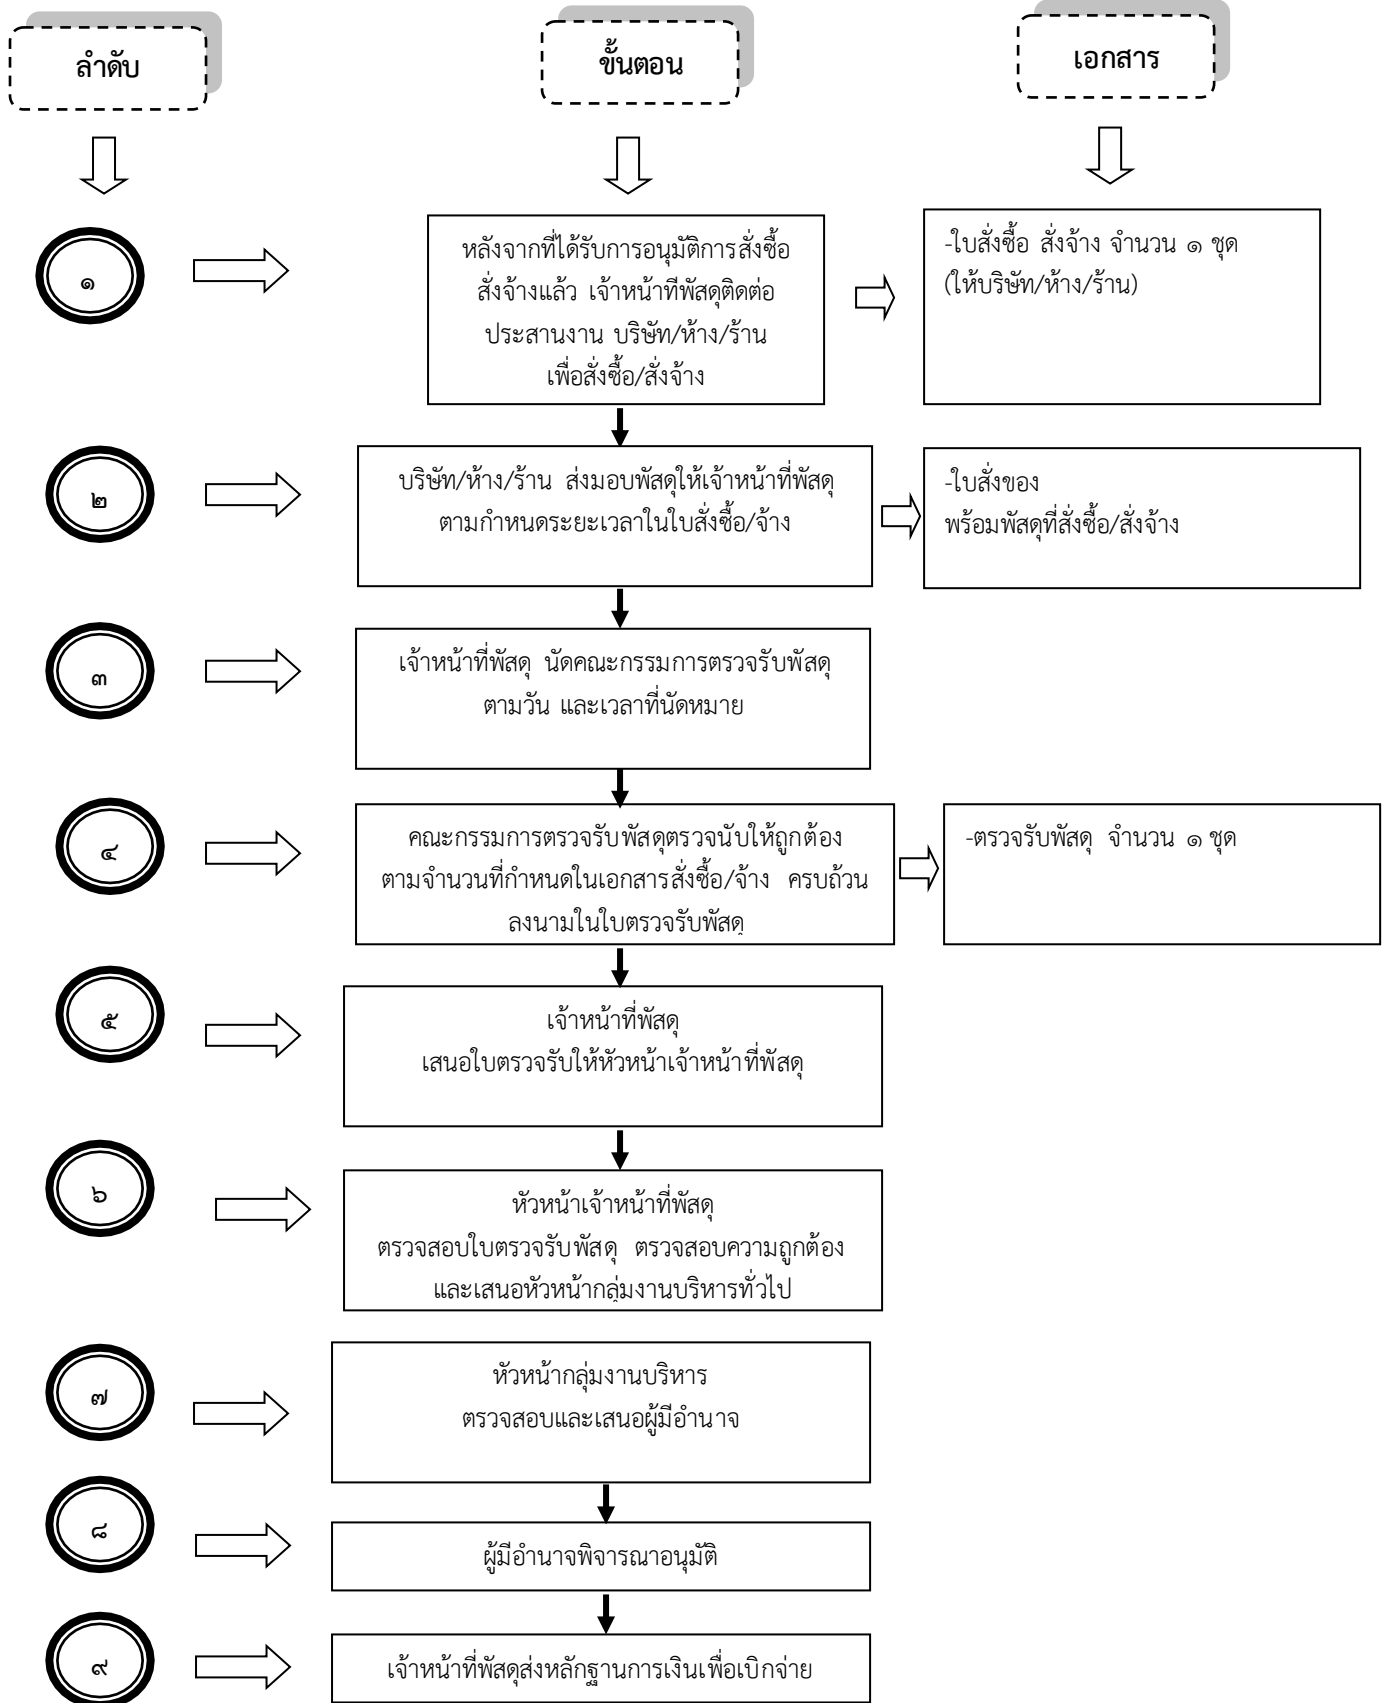 ลำดับ
ขั้นตอน
เอกสาร
๑
หลังจากที่ได้รับการอนุมัติการสั่งซื้อ
สั่งจ้างแล้ว เจ้าหน้าทีพัสดุติดต่อ
ประสานงาน บริษัท/ห้าง/ร้าน
เพื่อสั่งซื้อ/สั่งจ้าง
-ใบสั่งซื้อ สั่งจ้าง จำนวน ๑ ชุด
(ให้บริษัท/ห้าง/ร้าน)
๒
บริษัท/ห้าง/ร้าน ส่งมอบพัสดุให้เจ้าหน้าที่พัสดุ
ตามกำหนดระยะเวลาในใบสั่งซื้อ/จ้าง
-ใบสั่งของ
พร้อมพัสดุที่สั่งซื้อ/สั่งจ้าง
๓
เจ้าหน้าที่พัสดุ นัดคณะกรรมการตรวจรับพัสดุ
ตามวัน และเวลาที่นัดหมาย
๔
คณะกรรมการตรวจรับพัสดุตรวจนับให้ถูกต้อง
ตามจำนวนที่กำหนดในเอกสารสั่งซื้อ/จ้าง ครบถ้วน
ลงนามในใบตรวจรับพัสดุ
-ตรวจรับพัสดุ จำนวน ๑ ชุด
๕
เจ้าหน้าที่พัสดุ
เสนอใบตรวจรับให้หัวหน้าเจ้าหน้าที่พัสดุ
๖
หัวหน้าเจ้าหน้าที่พัสดุ
ตรวจสอบใบตรวจรับพัสดุ ตรวจสอบความถูกต้อง
และเสนอหัวหน้ากลุ่มงานบริหารทั่วไป
๗
หัวหน้ากลุ่มงานบริหาร
ตรวจสอบและเสนอผู้มีอำนาจ
๘
ผู้มีอำนาจพิจารณาอนุมัติ
๙
เจ้าหน้าที่พัสดุส่งหลักฐานการเงินเพื่อเบิกจ่าย